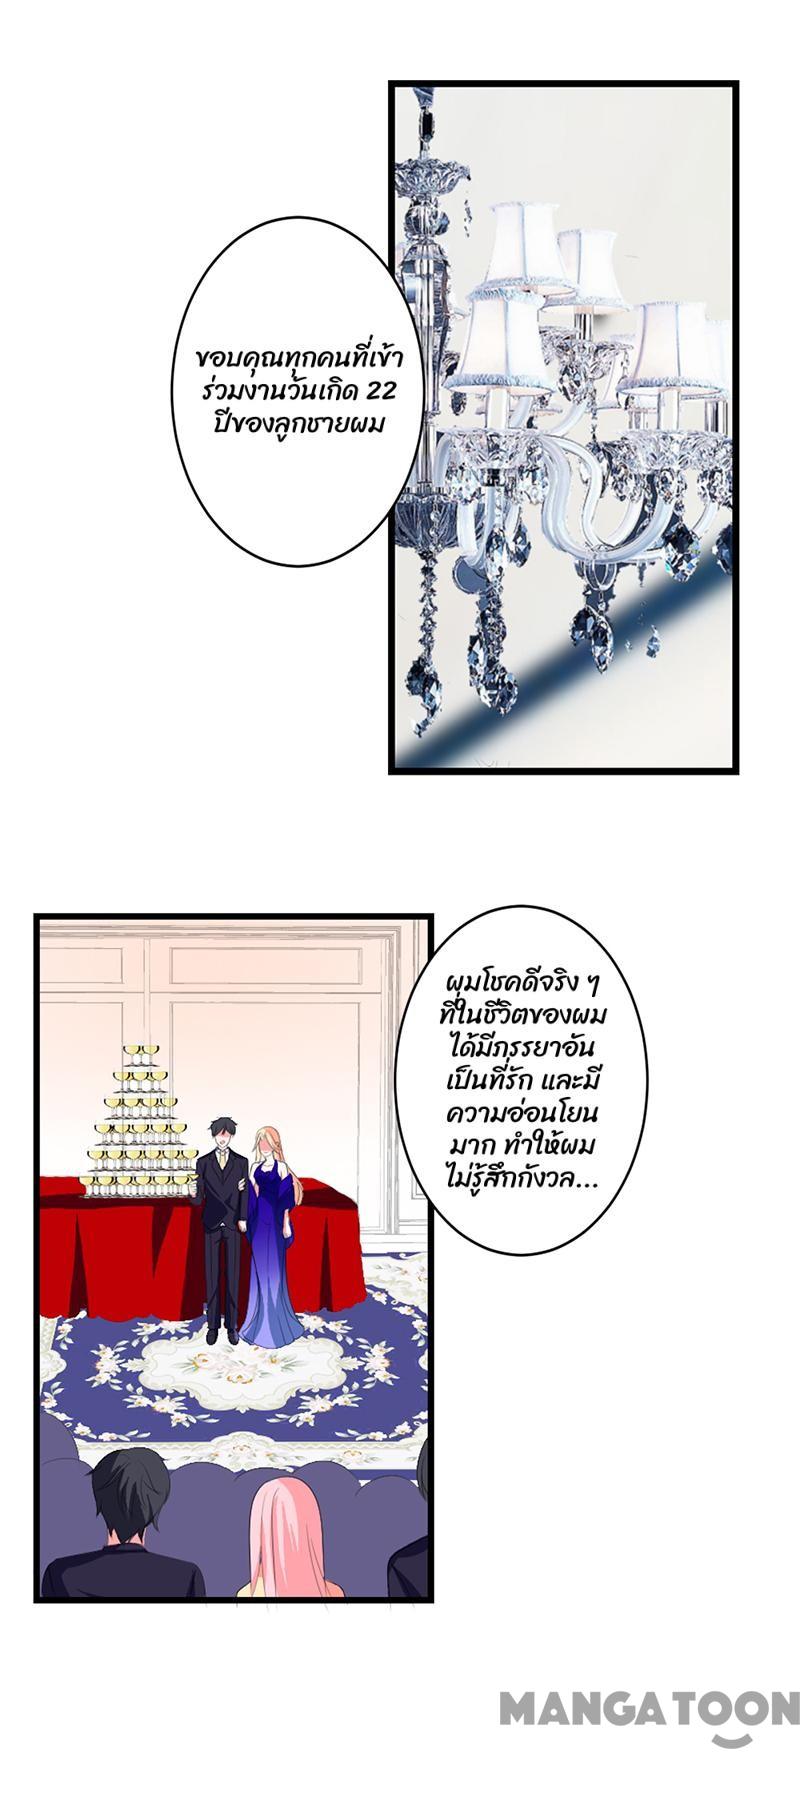 ขอบคุณทุกคนที่เข้า
ร่วมงานวันเกิด 22
ปีของลูกชายผม
ผมโชคดีจริง ๆ
ที่ในชีวิตของผม
ได้มีภรรยาอัน
เป็นที่รัก และมี
ความอ่อนโยน
มาก ทำให้ผม
ไม่รู้สึกกังวล...
MANGATOON